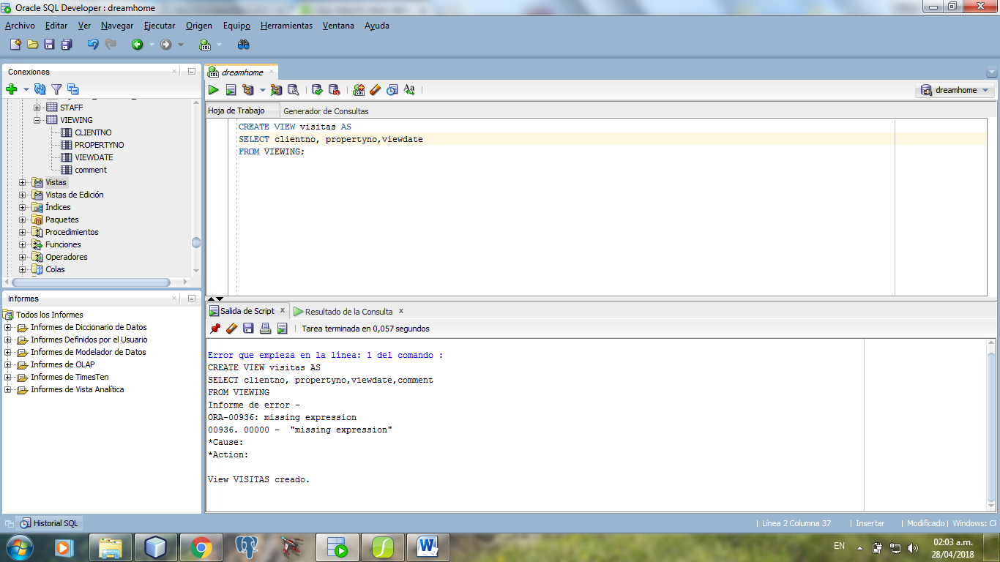 Oracle SQL Developer : dreamhome
Archivo Editar Ver Navegar Ejecutar Origen Equipo Herramientas Ventana Ayuda
Conexiones
STAFF
VIEWING
CLIENTNO
PROPERTYNO
VIEWDATE
comment
Vistas
Vistas de Edición
Índices
Paquetes
Procedimientos
Funciones
Operadores
Colas
Informes
Todos los Informes
Informes de Diccionario de Datos
Informes Definidos por el Usuario
Informes de Modelador de Datos
Informes de OLAP
Informes de TimesTen
Informes de Vista Analítica
dreamhome
dreamhome
Hoja de Trabajo Generador de Consultas
CREATE VIEW visitas AS
SELECT clientno, propertyno,viewdate
FROM VIEWING;
Salida de Script x Resultado de la Consulta x
Tarea terminada en 0,057 segundos
Error que empieza en la línea: 1 del comando :
CREATE VIEW visitas AS
SELECT clientno, propertyno,viewdate,comment
FROM VIEWING
Informe de error -
ORA-00936: missing expression
00936. 00000 - "missing expression"
*Cause:
*Action:
View VISITAS creado.
Historial SQL
Línea 2 Columna 37 Insertar Modificado Windows: CF
EN
02:03 a.m.
28/04/2018